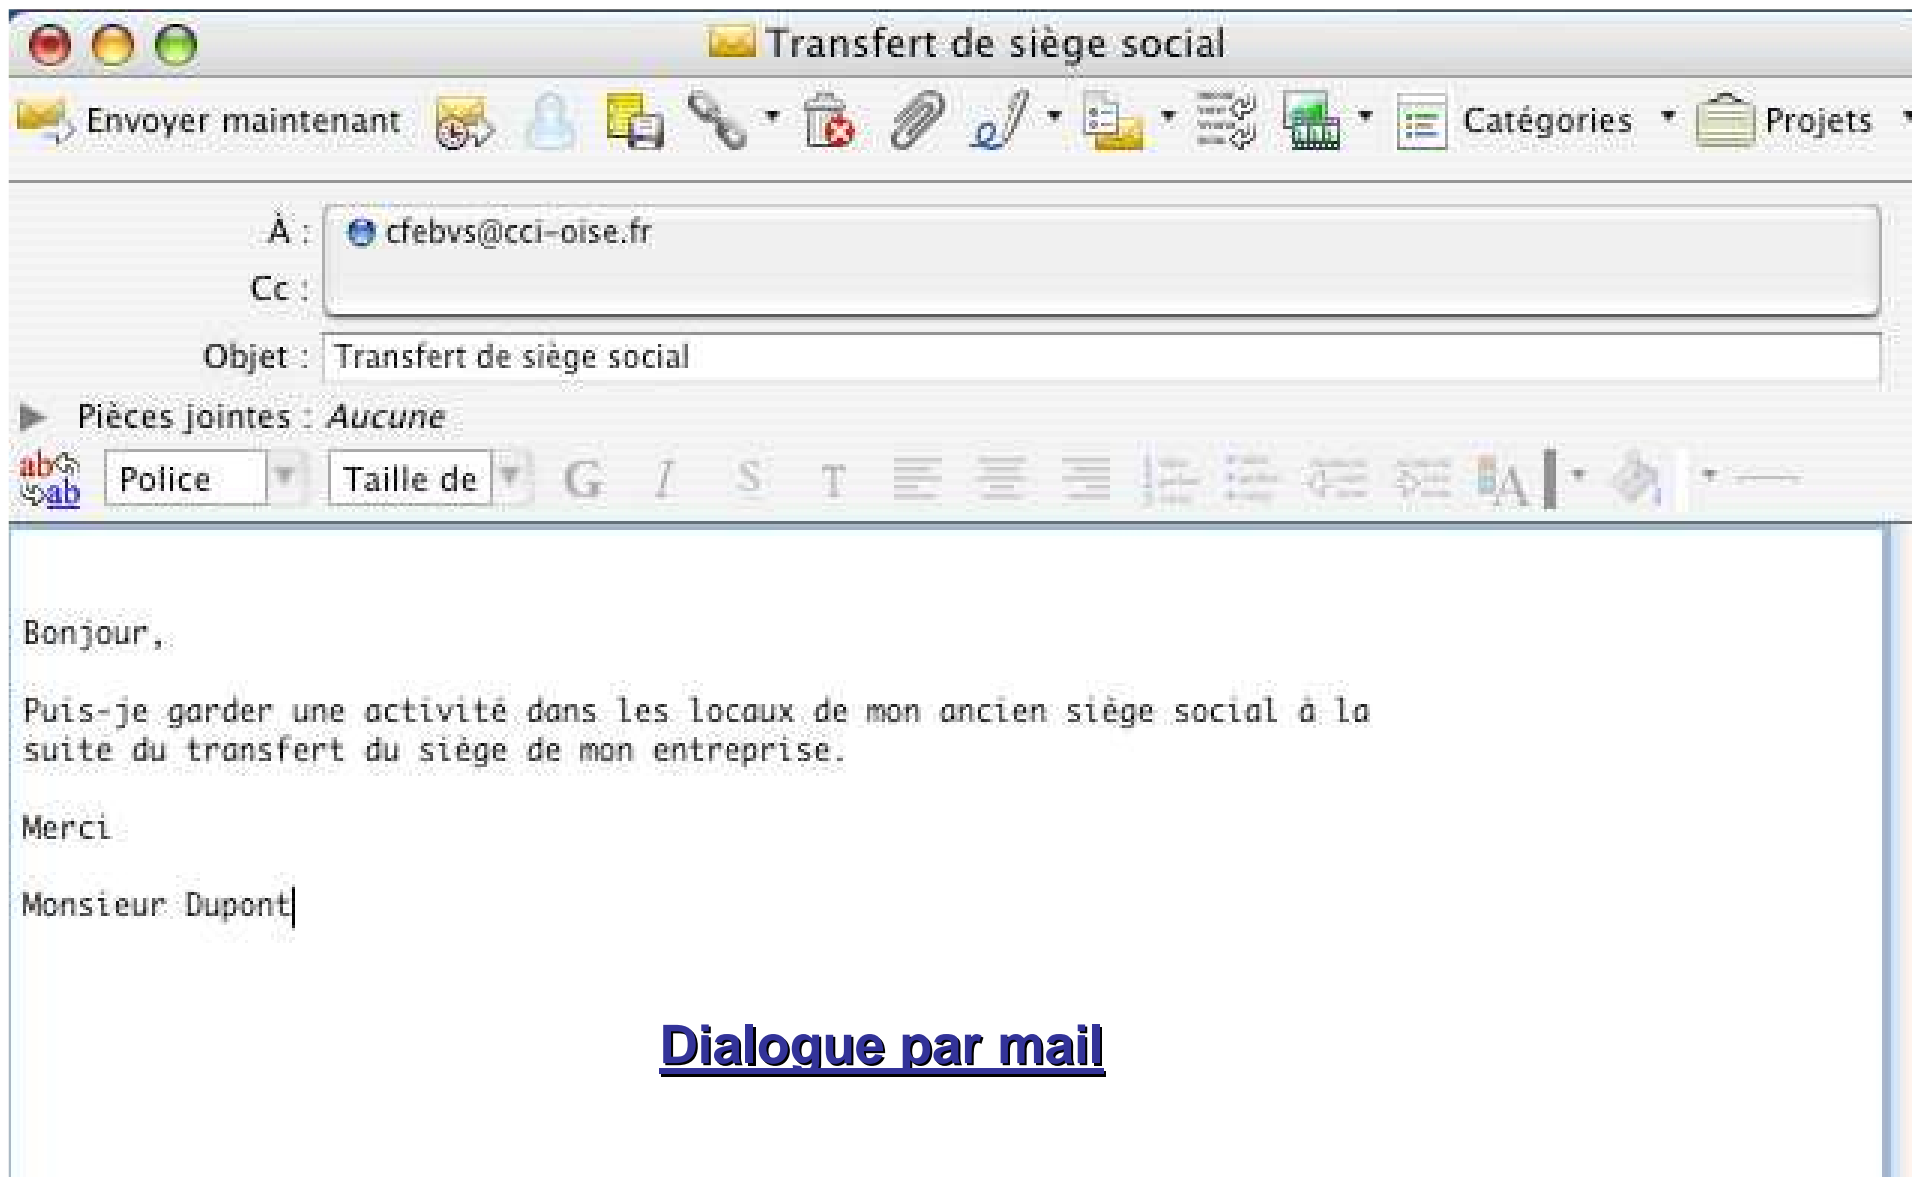 Transfert de siège social
Envoyer maintenant Catégories Projets
À : cfebvs@cci-oise.fr
Cc :
Objet : Transfert de siège social
Pièces jointes : Aucune
Police Taille de G I S T
Bonjour,
Puis-je garder une activité dans les locaux de mon ancien siège social à la
suite du transfert du siège de mon entreprise.
Merci
Monsieur Dupont
Dialogue par mail